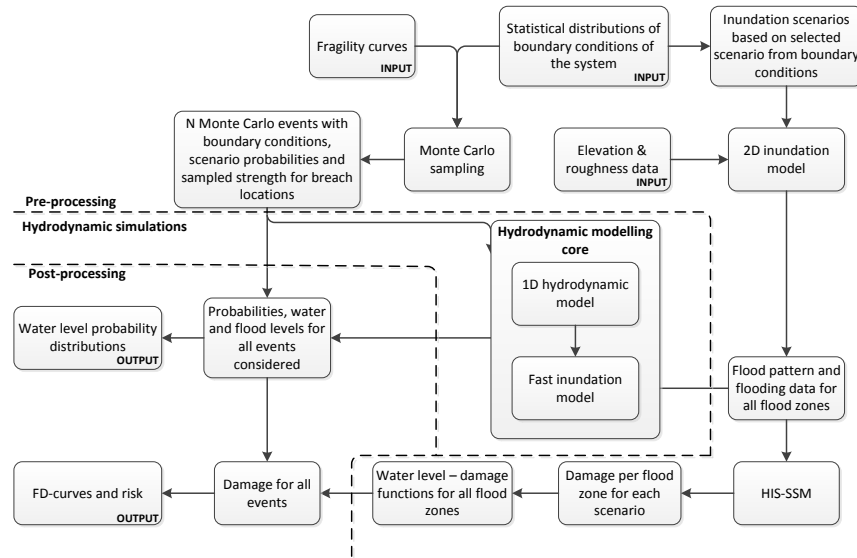 Fragility curves
INPUT
Statistical distributions of
boundary conditions of
the system
INPUT
Inundation scenarios
based on selected
scenario from boundary
conditions
N Monte Carlo events with
boundary conditions,
scenario probabilities and
sampled strength for breach
locations
Monte Carlo
sampling
Elevation &
roughness data
INPUT
2D inundation
model
Pre-processing
Hydrodynamic simulations
Hydrodynamic modelling
core
1D hydrodynamic
model
Fast inundation
model
Post-processing
Water level probability
distributions
OUTPUT
Probabilities, water
and flood levels for
all events
considered
Flood pattern and
flooding data for
all flood zones
FD-curves and risk
OUTPUT
Damage for all
events
Water level – damage
functions for all flood
zones
Damage per flood
zone for each
scenario
HIS-SSM